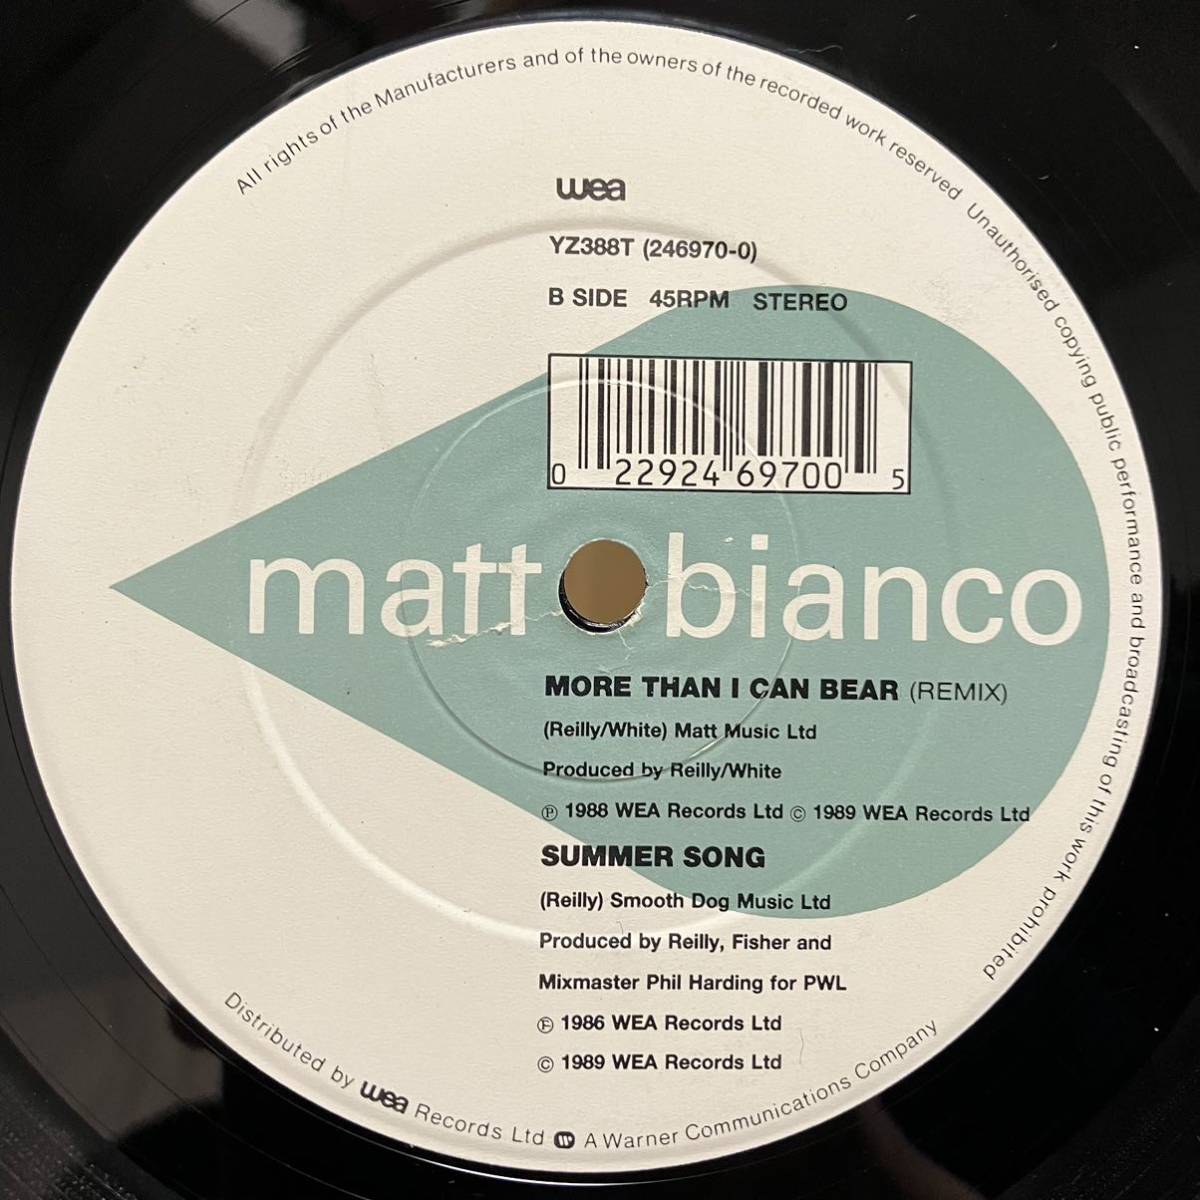 All rights of the Manufacturers and of the owners of the recorded work reserved Unauthorised copying public performance and broadcasting of this work prohibited
wea
YZ388T (246970-0)
B SIDE 45RPM STEREO
0 22924 69700 5
matt bianco
MORE THAN I CAN BEAR (REMIX)
(Reilly/White) Matt Music Ltd
Produced by Reilly/White
℗ 1988 WEA Records Ltd © 1989 WEA Records Ltd
SUMMER SONG
(Reilly) Smooth Dog Music Ltd
Produced by Reilly, Fisher and
Mixmaster Phil Harding for PWL
Ⓔ 1986 WEA Records Ltd
© 1989 WEA Records Ltd
Distributed by wea Records Ltd W A Warner Communications Company